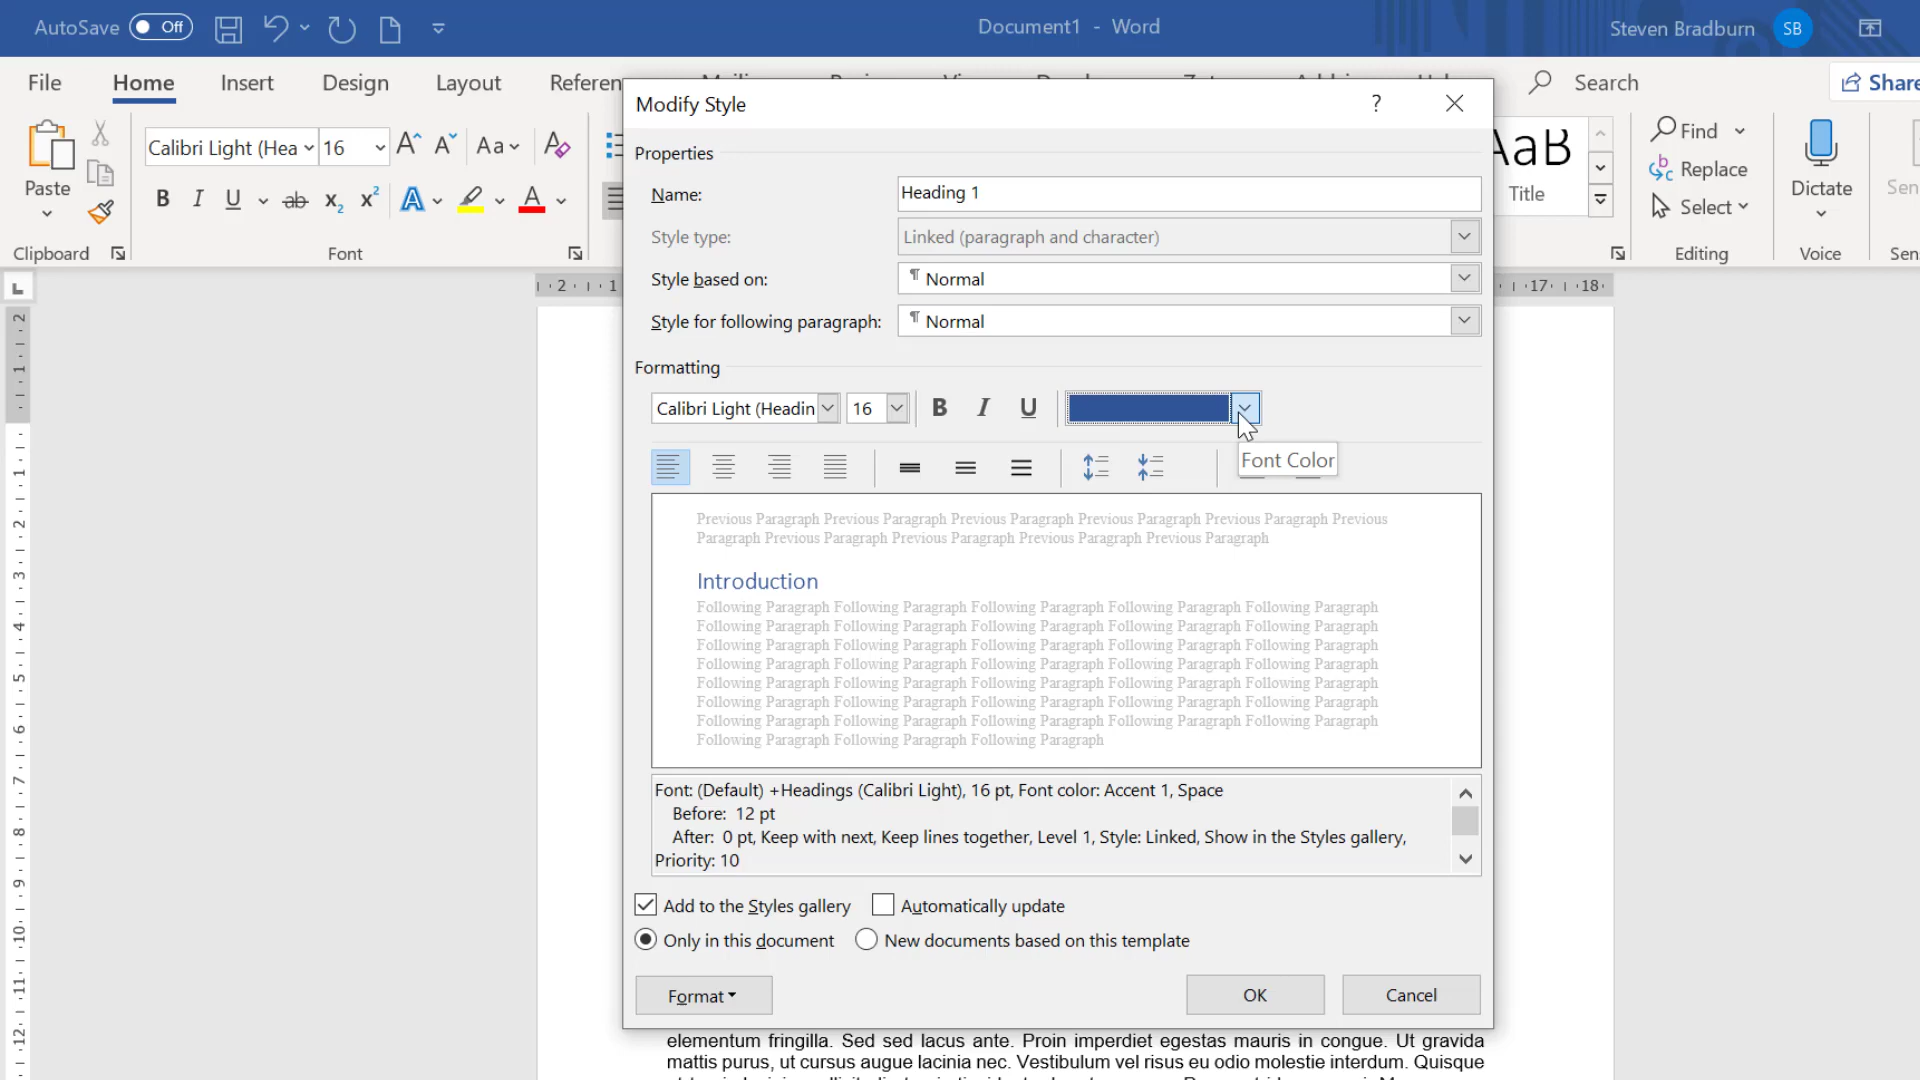 AutoSave Off Document1 - Word Steven Bradburn SB
File Home Insert Design Layout Search Share
Calibri Light (Hea 16 Aa AaB Find
Paste B I U ab x2 x2 A A Title Replace Dictate
Select
Clipboard Font Editing Voice
2 1 17 18
Modify Style ?
Properties
Name: Heading 1
Style type: Linked (paragraph and character)
Style based on: ¶ Normal
Style for following paragraph: ¶ Normal
Formatting
Calibri Light (Headin 16 B I U
Font Color
Previous Paragraph Previous Paragraph Previous Paragraph Previous Paragraph Previous Paragraph Previous
Paragraph Previous Paragraph Previous Paragraph Previous Paragraph Previous Paragraph
Introduction
Following Paragraph Following Paragraph Following Paragraph Following Paragraph Following Paragraph
Following Paragraph Following Paragraph Following Paragraph Following Paragraph Following Paragraph
Following Paragraph Following Paragraph Following Paragraph Following Paragraph Following Paragraph
Following Paragraph Following Paragraph Following Paragraph Following Paragraph Following Paragraph
Following Paragraph Following Paragraph Following Paragraph Following Paragraph Following Paragraph
Following Paragraph Following Paragraph Following Paragraph Following Paragraph Following Paragraph
Following Paragraph Following Paragraph Following Paragraph Following Paragraph Following Paragraph
Following Paragraph Following Paragraph Following Paragraph
Font: (Default) +Headings (Calibri Light), 16 pt, Font color: Accent 1, Space
Before: 12 pt
After: 0 pt, Keep with next, Keep lines together, Level 1, Style: Linked, Show in the Styles gallery,
Priority: 10
Add to the Styles gallery Automatically update
Only in this document New documents based on this template
Format OK Cancel
elementum fringilla. Sed sed lacus ante. Proin imperdiet egestas mauris in congue. Ut gravida
mattis purus, ut cursus augue lacinia nec. Vestibulum vel risus eu odio molestie interdum. Quisque